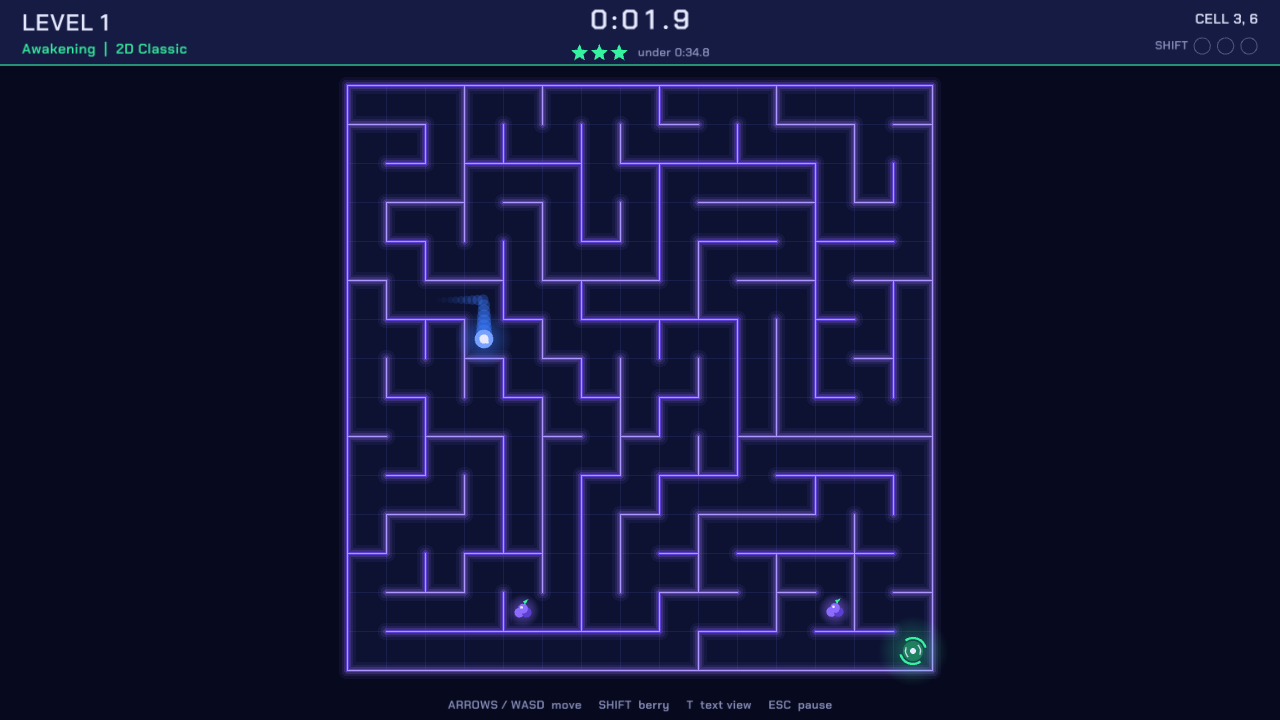 LEVEL 1
Awakening | 2D Classic
0:01.9
under 0:34.8
CELL 3, 6
SHIFT
ARROWS / WASD move SHIFT berry T text view ESC pause